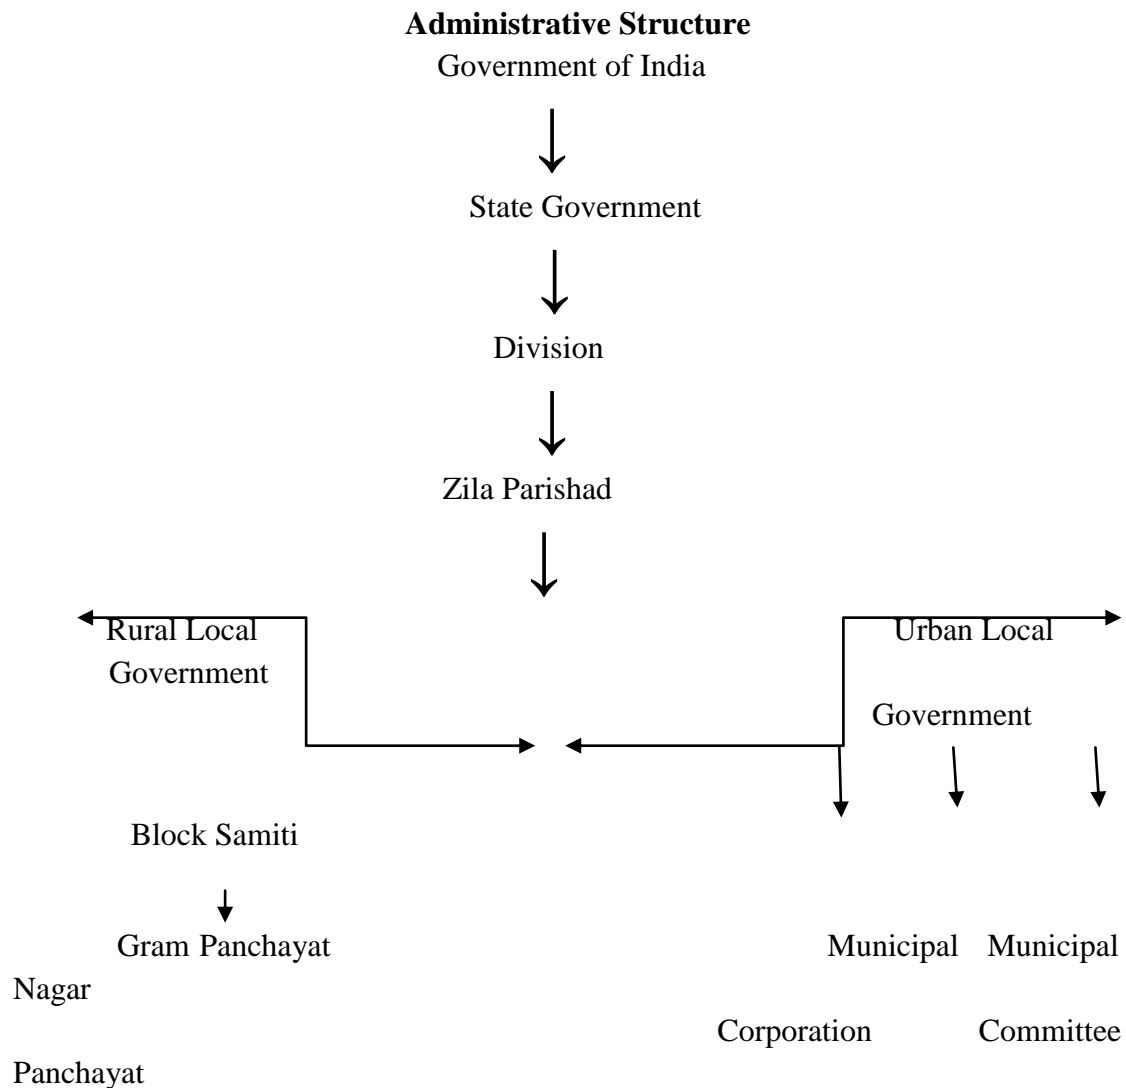 Administrative Structure
Government of India
State Government
Division
Zila Parishad
Rural Local Urban Local
Government
Government
Block Samiti
Gram Panchayat Municipal Municipal
Nagar
Corporation Committee
Panchayat